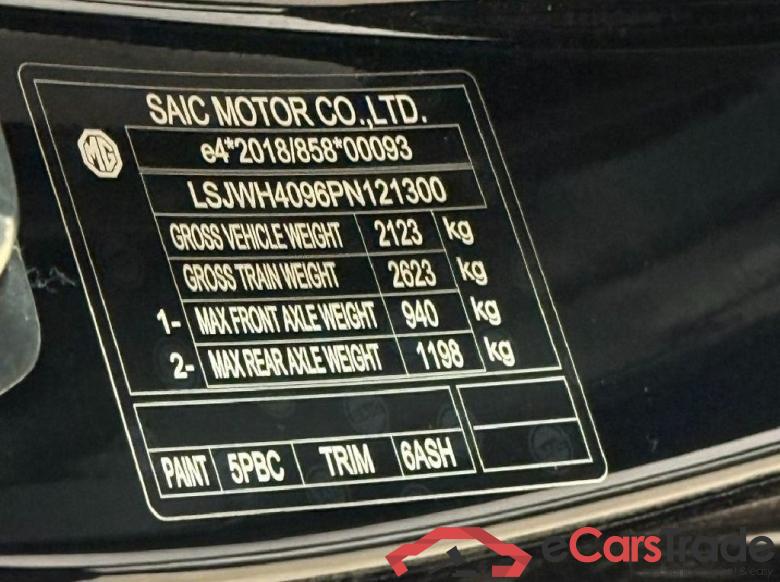 SAIC MOTOR CO.,LTD.
MG
e4*2018/858*00093
LSJWH4096PN121300
GROSS VEHICLE WEIGHT 2123 kg
GROSS TRAIN WEIGHT 2623 kg
1- MAX FRONT AXLE WEIGHT 940 kg
2- MAX REAR AXLE WEIGHT 1198 kg
PAINT 5PBC TRIM 6ASH
eCarsTrade
& easy